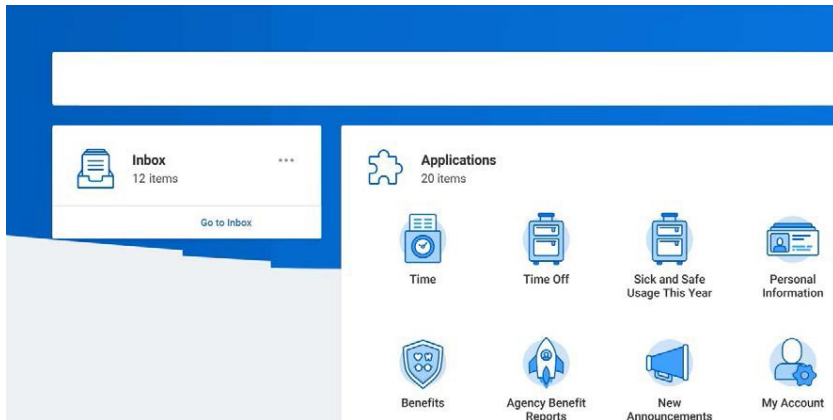 Inbox
12 items
Go to Inbox
Applications
20 items
Time
Time Off
Sick and Safe
Usage This Year
Personal
Information
Benefits
Agency Benefit
Reports
New
Announcements
My Account